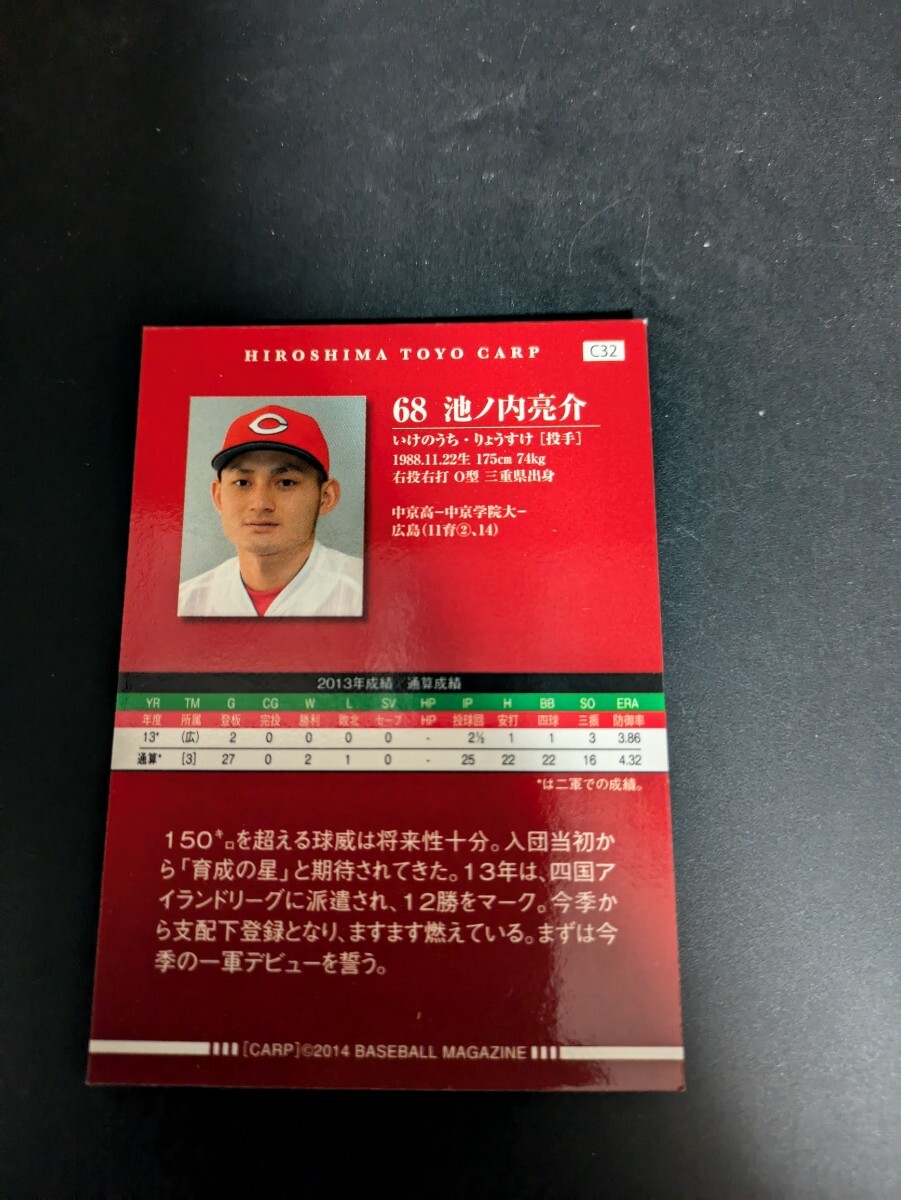 HIROSHIMA TOYO CARP
C32
68 池ノ内亮介
いけのうち・りょうすけ [投手]
1988.11.22生 175cm 74kg
右投右打 O型 三重県出身
中京高−中京学院大−
広島(11育②、14)
2013年成績 通算成績
YR TM G CG W L SV HP IP H BB SO ERA
年度 所属 登板 完投 勝利 敗北 セーブ HP 投球回 安打 四球 三振 防御率
13* (広) 2 0 0 0 0 - 2⅓ 1 1 3 3.86
通算* [3] 27 0 2 1 0 - 25 22 22 16 4.32
*は二軍での成績。
150㌔を超える球威は将来性十分。入団当初か
ら「育成の星」と期待されてきた。13年は、四国ア
イランドリーグに派遣され、12勝をマーク。今季か
ら支配下登録となり、ますます燃えている。まずは今
季の一軍デビューを誓う。
[CARP]©2014 BASEBALL MAGAZINE